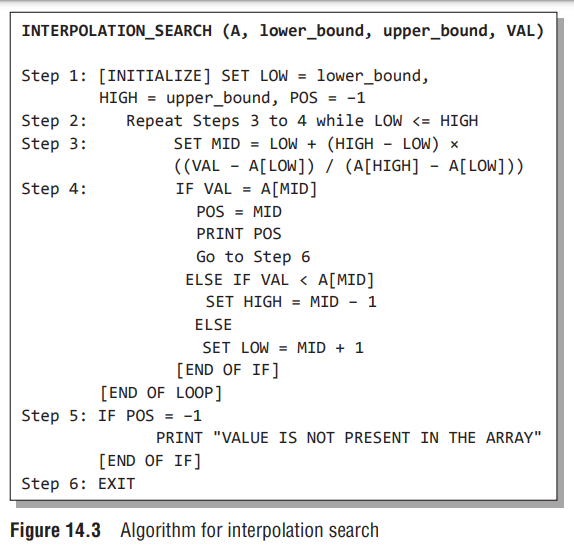 INTERPOLATION_SEARCH (A, lower_bound, upper_bound, VAL)
Step 1: [INITIALIZE] SET LOW = lower_bound,
HIGH = upper_bound, POS = –1
Step 2: Repeat Steps 3 to 4 while LOW <= HIGH
Step 3: SET MID = LOW + (HIGH – LOW) ×
((VAL – A[LOW]) / (A[HIGH] – A[LOW]))
Step 4: IF VAL = A[MID]
POS = MID
PRINT POS
Go to Step 6
ELSE IF VAL < A[MID]
SET HIGH = MID – 1
ELSE
SET LOW = MID + 1
[END OF IF]
[END OF LOOP]
Step 5: IF POS = –1
PRINT "VALUE IS NOT PRESENT IN THE ARRAY"
[END OF IF]
Step 6: EXIT
Figure 14.3 Algorithm for interpolation search